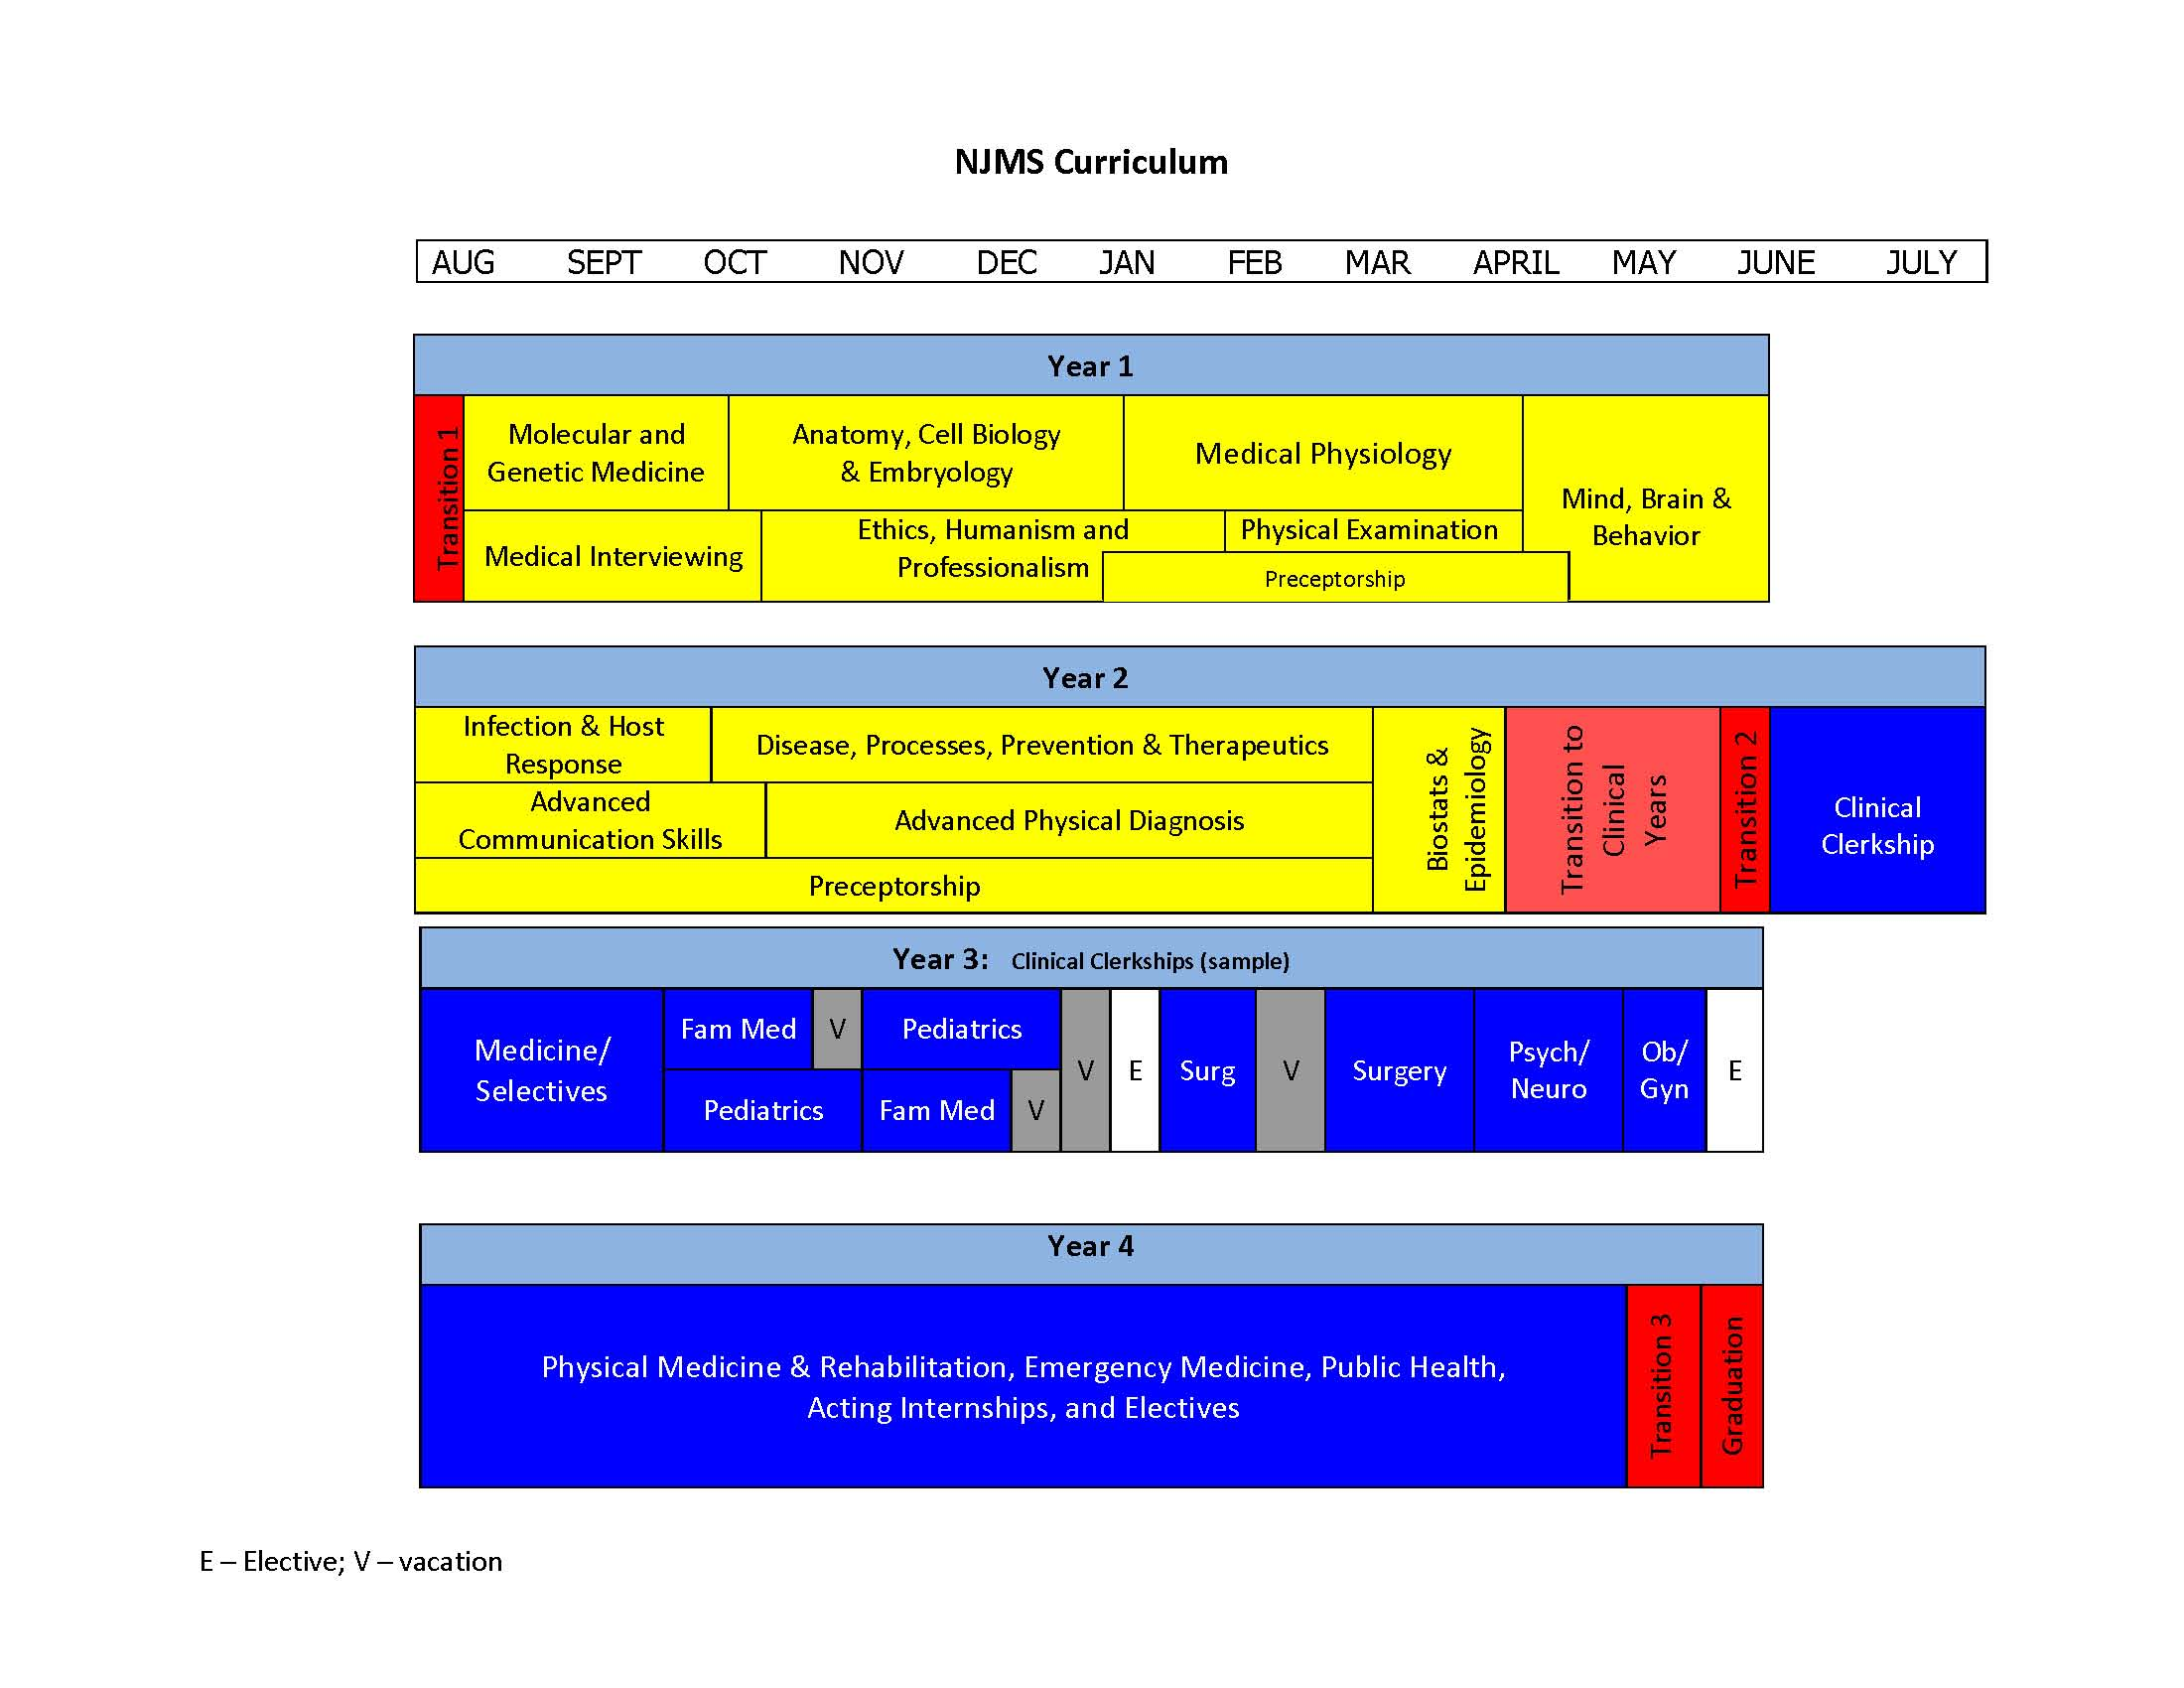 NJMS Curriculum
AUG SEPT OCT NOV DEC JAN FEB MAR APRIL MAY JUNE JULY
Year 1
Transition 1
Molecular and
Genetic Medicine
Anatomy, Cell Biology
& Embryology
Medical Physiology
Mind, Brain &
Behavior
Medical Interviewing
Ethics, Humanism and
Professionalism
Physical Examination
Preceptorship
Year 2
Infection & Host
Response
Disease, Processes, Prevention & Therapeutics
Advanced
Communication Skills
Advanced Physical Diagnosis
Preceptorship
Biostats &
Epidemiology
Transition to
Clinical
Years
Transition 2
Clinical
Clerkship
Year 3: Clinical Clerkships (sample)
Medicine/
Selectives
Fam Med
V
Pediatrics
Pediatrics
Fam Med
V
V
E
Surg
V
Surgery
Psych/
Neuro
Ob/
Gyn
E
Year 4
Physical Medicine & Rehabilitation, Emergency Medicine, Public Health,
Acting Internships, and Electives
Transition 3
Graduation
E – Elective; V – vacation